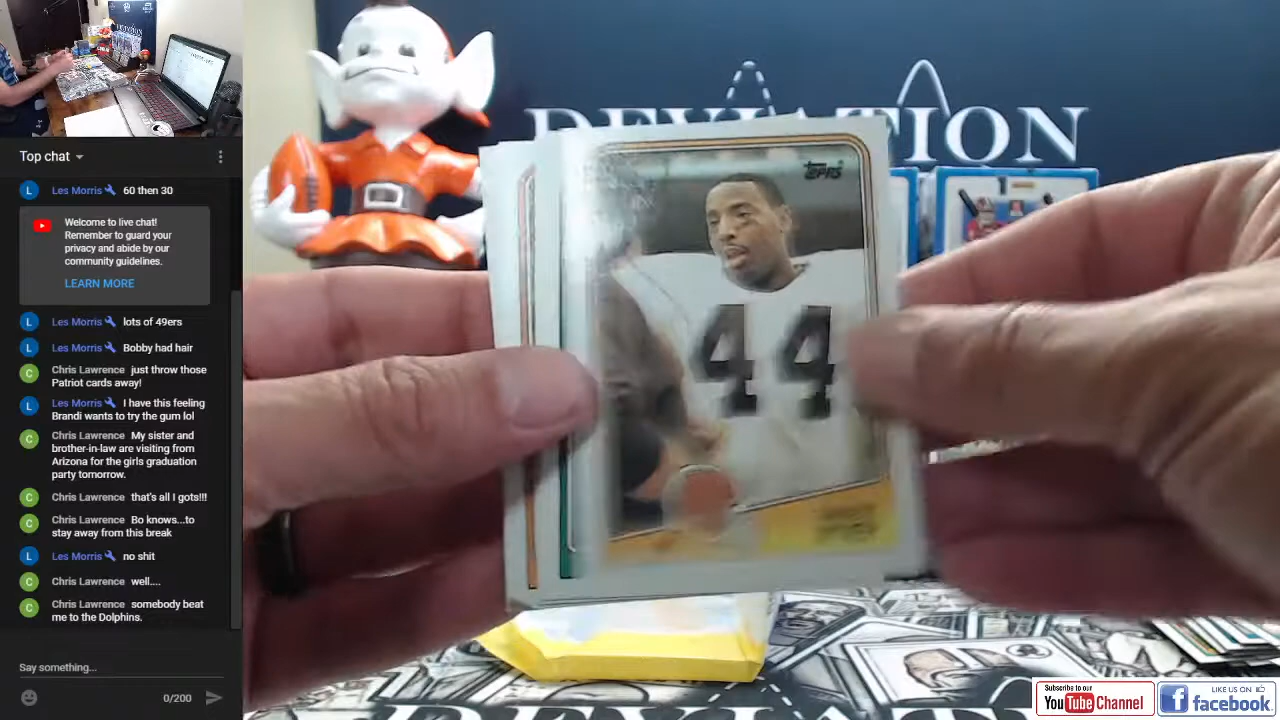 Top chat
Les Morris 60 then 30
Welcome to live chat!
Remember to guard your
privacy and abide by our
community guidelines.
LEARN MORE
Les Morris lots of 49ers
Les Morris Bobby had hair
Chris Lawrence just throw those
Patriot cards away!
Les Morris I have this feeling
Brandi wants to try the gum lol
Chris Lawrence My sister and
brother-in-law are visiting from
Arizona for the girls graduation
party tomorrow.
Chris Lawrence that's all I gots!!!
Chris Lawrence Bo knows...to
stay away from this break
Les Morris no shit
Chris Lawrence well....
Chris Lawrence somebody beat
me to the Dolphins.
Say something...
0/200
DEVIATION
TOPPS
44
Subscribe to our
YouTube Channel
LIKE US ON
facebook